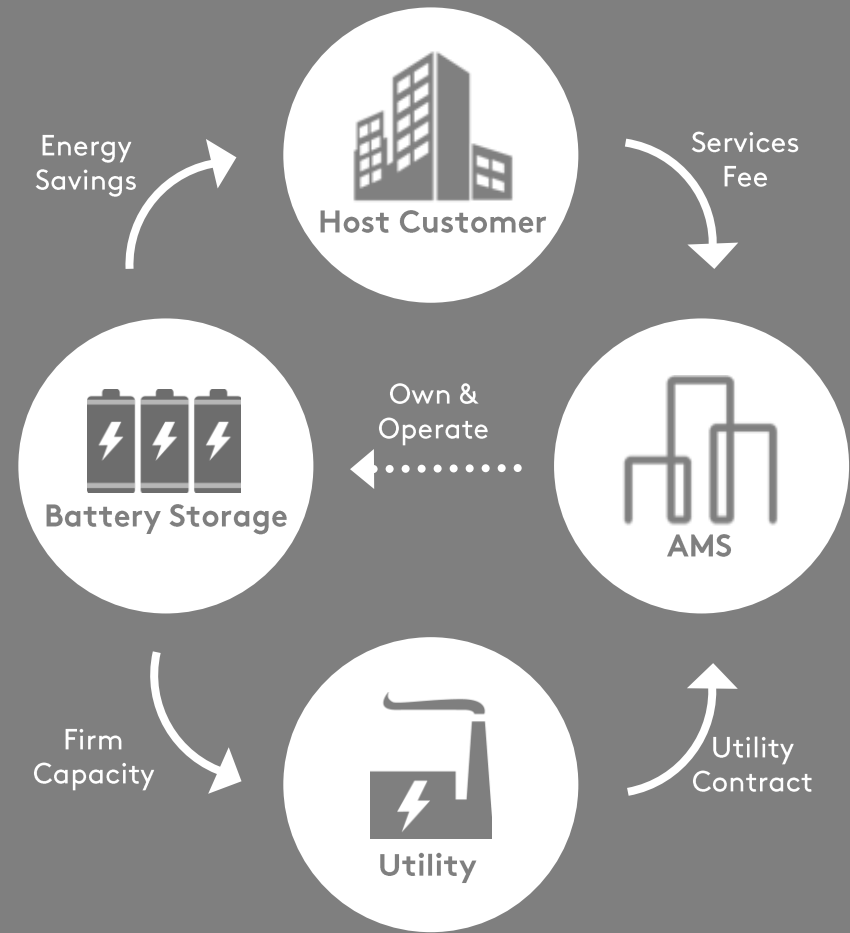 Energy
Savings
Host Customer
Services
Fee
Own &
Operate
Battery Storage
AMS
Firm
Capacity
Utility
Utility
Contract